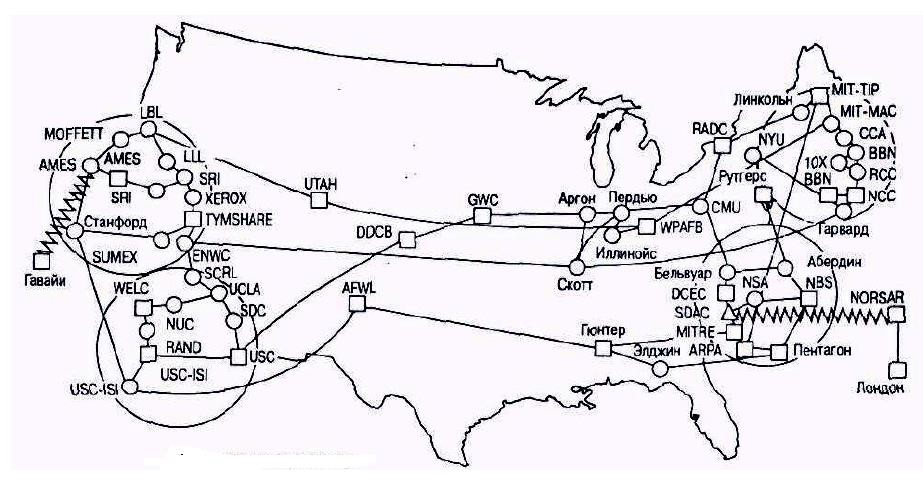 LBL
MOFFETT
AMES
AMES
LLL
SRI
SRI
XEROX
TYMSHARE
Станфорд
SUMEX
Гавайи
ENWC
SCRL
WELC
UCLA
SDC
NUC
RAND
USC
USC-ISI
USC-ISI
UTAH
DDCB
GWC
AFWL
Аргон
Пердью
Иллинойс
WPAFB
Скотт
CMU
RADC
Линкольн
MIT-TIP
MIT-MAC
NYU
CCA
BBN
10X
BBN
RCC
NCC
Рутгерс
Гарвард
Бельвуар
Абердин
DCEC
NSA
NBS
SDAC
NORSAR
MITRE
ARPA
Пентагон
Гюнтер
Элджин
Лондон